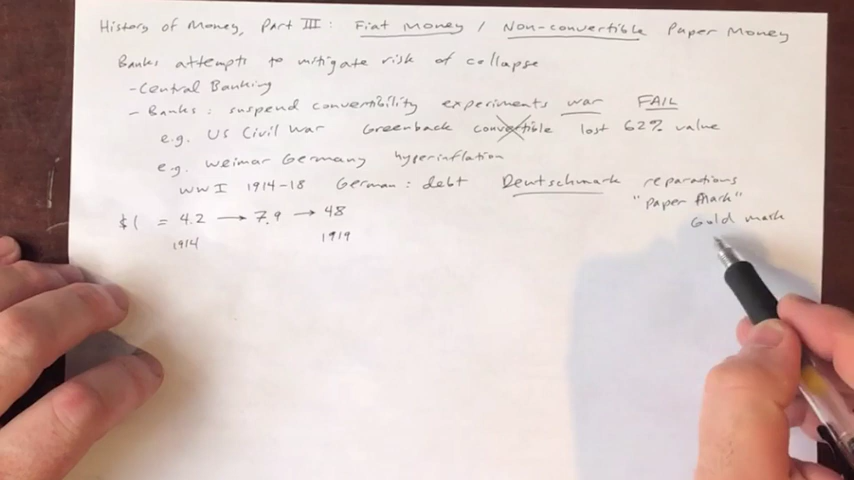 History of Money, Part III: Fiat Money / Non-convertible Paper Money
Banks attempts to mitigate risk of collapse
- Central Banking
- Banks: suspend convertibility experiments war FAIL
e.g. US Civil War Greenback convertible lost 62% value
e.g. Weimar Germany hyperinflation
WWI 1914-18 German: debt Deutschmark reparations
"Paper Mark"
Gold mark
$1 = 4.2 → 7.9 → 48
1914 1919